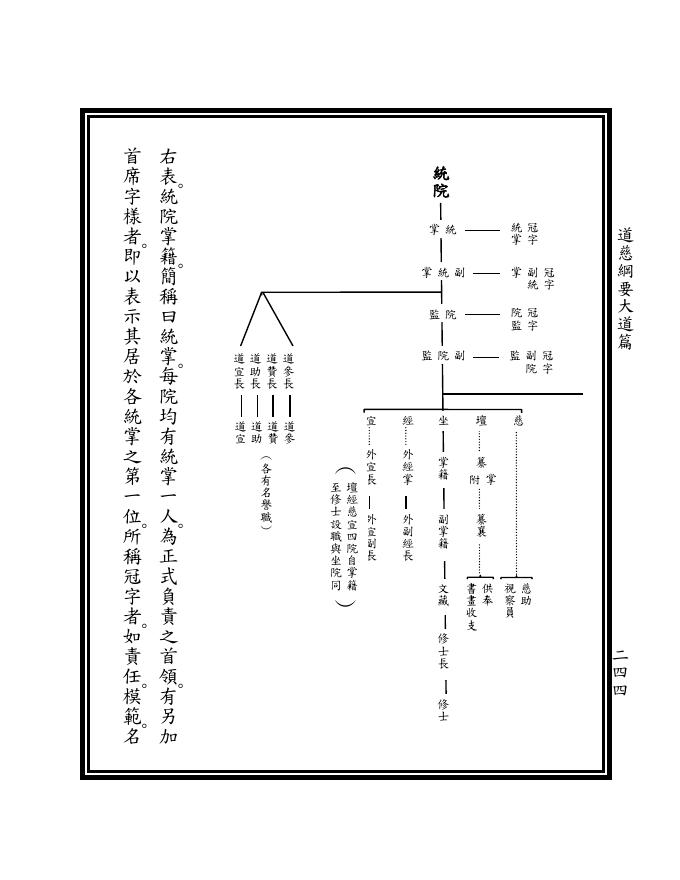 道慈綱要大道篇
二四四
統院
統掌
冠字統掌
副統掌
冠字副統掌
院監
冠字院監
副院監
冠字副院監
慈
慈助
視察員
壇
纂
掌附
纂襄
供奉
書畫收支
坐
掌籍
副掌籍
文藏
修士長
修士
經
外經掌
外副經長
宣
外宣長
外宣副長
（壇經慈宣四院自掌籍
至修士設職與坐院同）
道參長
道參
道贊長
道贊
道助長
道助
道宣長
道宣
（各有名譽職）
右表。統院掌籍。簡稱曰統掌。每院均有統掌一人。為正式負責之首領。有另加
首席字樣者。即以表示其居於各統掌之第一位。所稱冠字者。如責任。模範。名